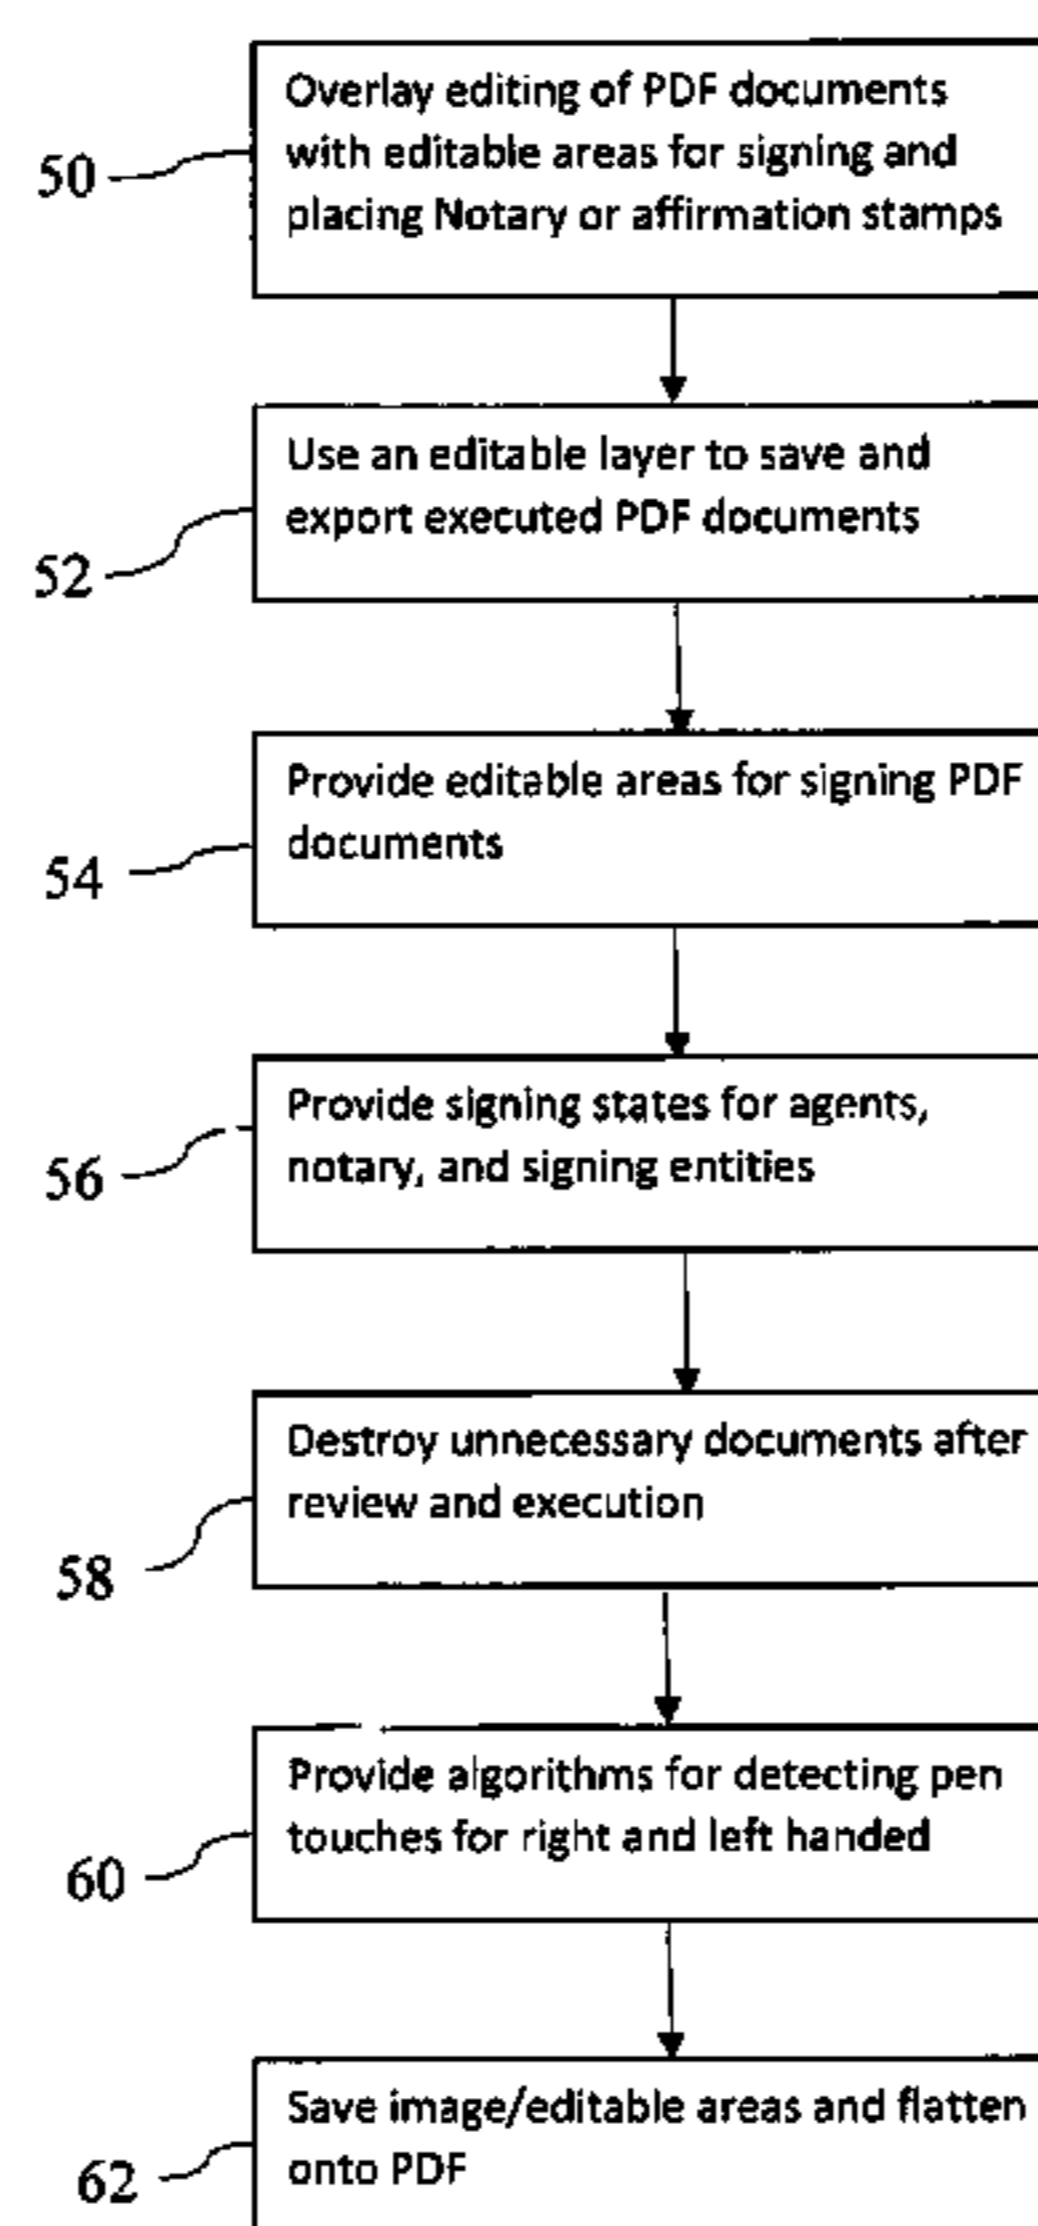 Overlay editing of PDF documents
with editable areas for signing and
placing Notary or affirmation stamps
50
Use an editable layer to save and
export executed PDF documents
52
Provide editable areas for signing PDF
documents
54
Provide signing states for agents,
notary, and signing entities
56
Destroy unnecessary documents after
review and execution
58
Provide algorithms for detecting pen
touches for right and left handed
60
Save image/editable areas and flatten
onto PDF
62